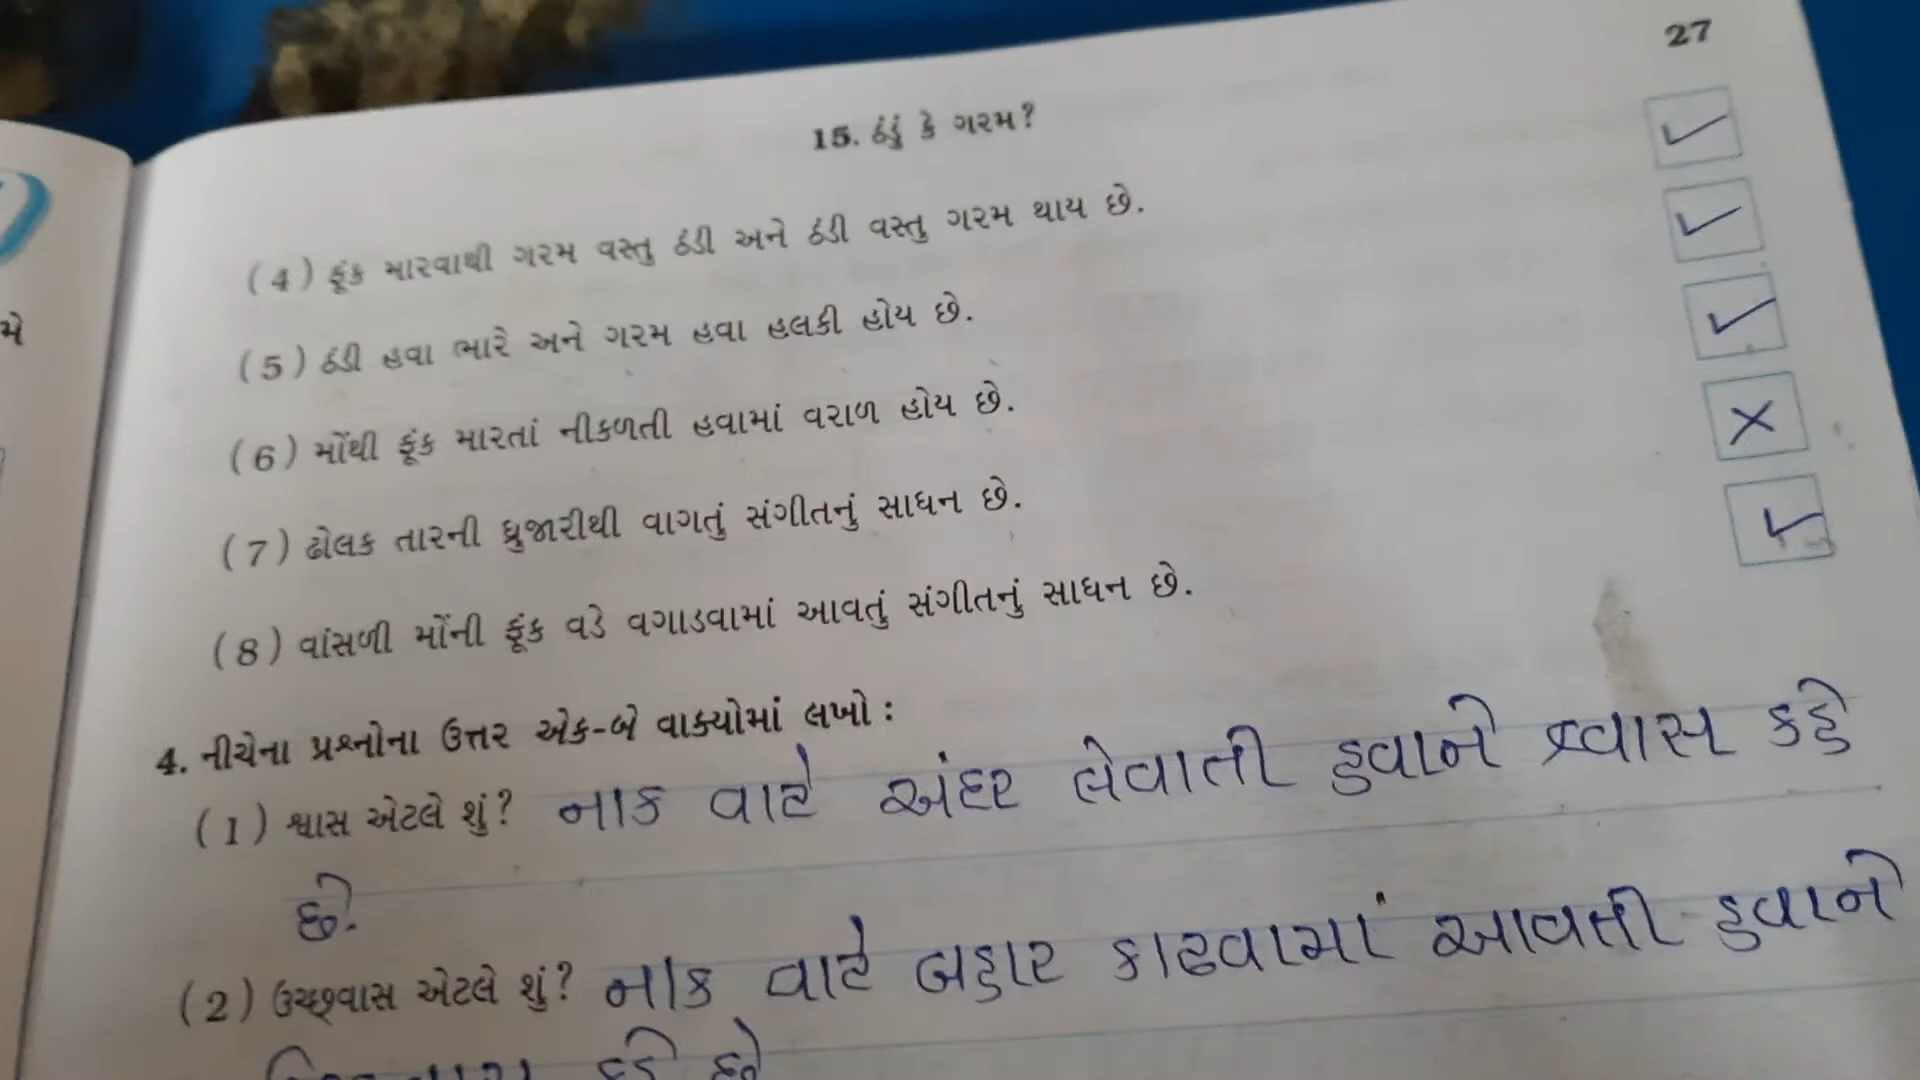 27
15. ઠંડું કે ગરમ?
(4) ફૂંક મારવાથી ગરમ વસ્તુ ઠંડી અને ઠંડી વસ્તુ ગરમ થાય છે. ✓
(5) ઠંડી હવા ભારે અને ગરમ હવા હલકી હોય છે. ✓
(6) મોંથી ફૂંક મારતાં નીકળતી હવામાં વરાળ હોય છે. ✓
(7) ઢોલક તારની ધ્રુજારીથી વાગતું સંગીતનું સાધન છે. ✗
(8) વાંસળી મોંની ફૂંક વડે વગાડવામાં આવતું સંગીતનું સાધન છે. ✓
4. નીચેના પ્રશ્નોના ઉત્તર એક-બે વાક્યોમાં લખો :
(1) શ્વાસ એટલે શું? નાક વાટે અંદર લેવાતી હવાને શ્વાસ કહે
છે.
(2) ઉચ્છ્વાસ એટલે શું? નાક વાટે બહાર કાઢવામાં આવતી હવાને
કહે છે
મે